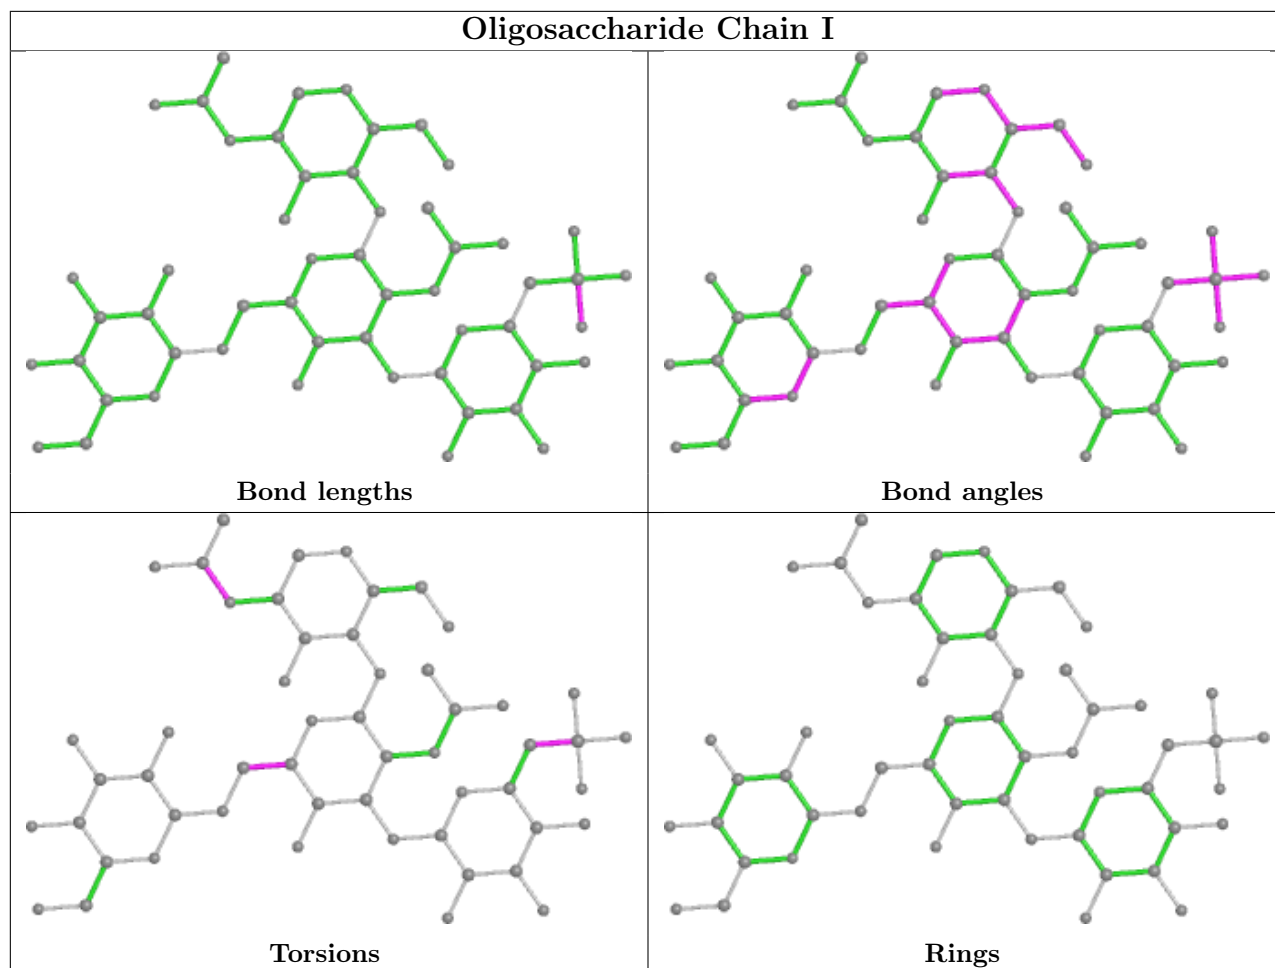 Oligosaccharide Chain I
Bond lengths
Bond angles
Torsions
Rings